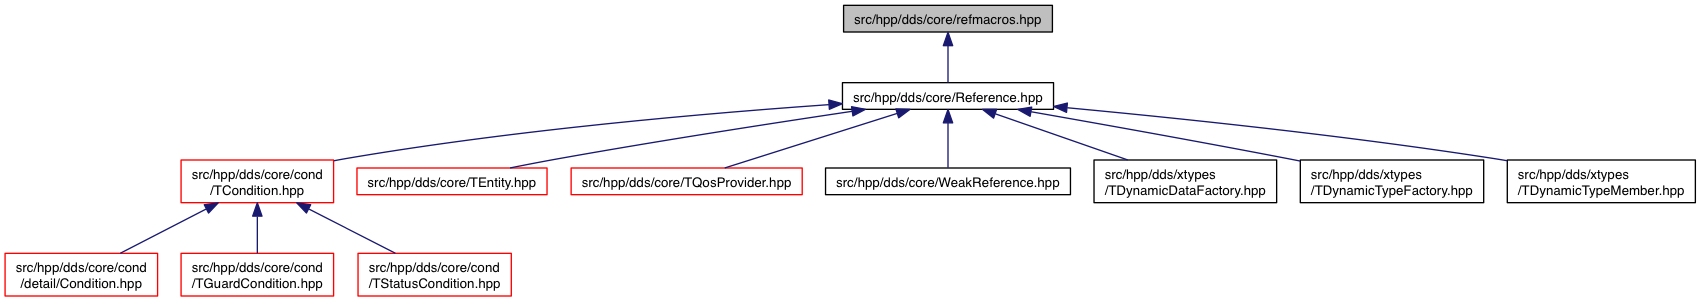 src/hpp/dds/core/refmacros.hpp
src/hpp/dds/core/Reference.hpp
src/hpp/dds/core/cond
/TCondition.hpp
src/hpp/dds/core/TEntity.hpp
src/hpp/dds/core/TQosProvider.hpp
src/hpp/dds/core/WeakReference.hpp
src/hpp/dds/xtypes
/TDynamicDataFactory.hpp
src/hpp/dds/xtypes
/TDynamicTypeFactory.hpp
src/hpp/dds/xtypes
/TDynamicTypeMember.hpp
src/hpp/dds/core/cond
/detail/Condition.hpp
src/hpp/dds/core/cond
/TGuardCondition.hpp
src/hpp/dds/core/cond
/TStatusCondition.hpp